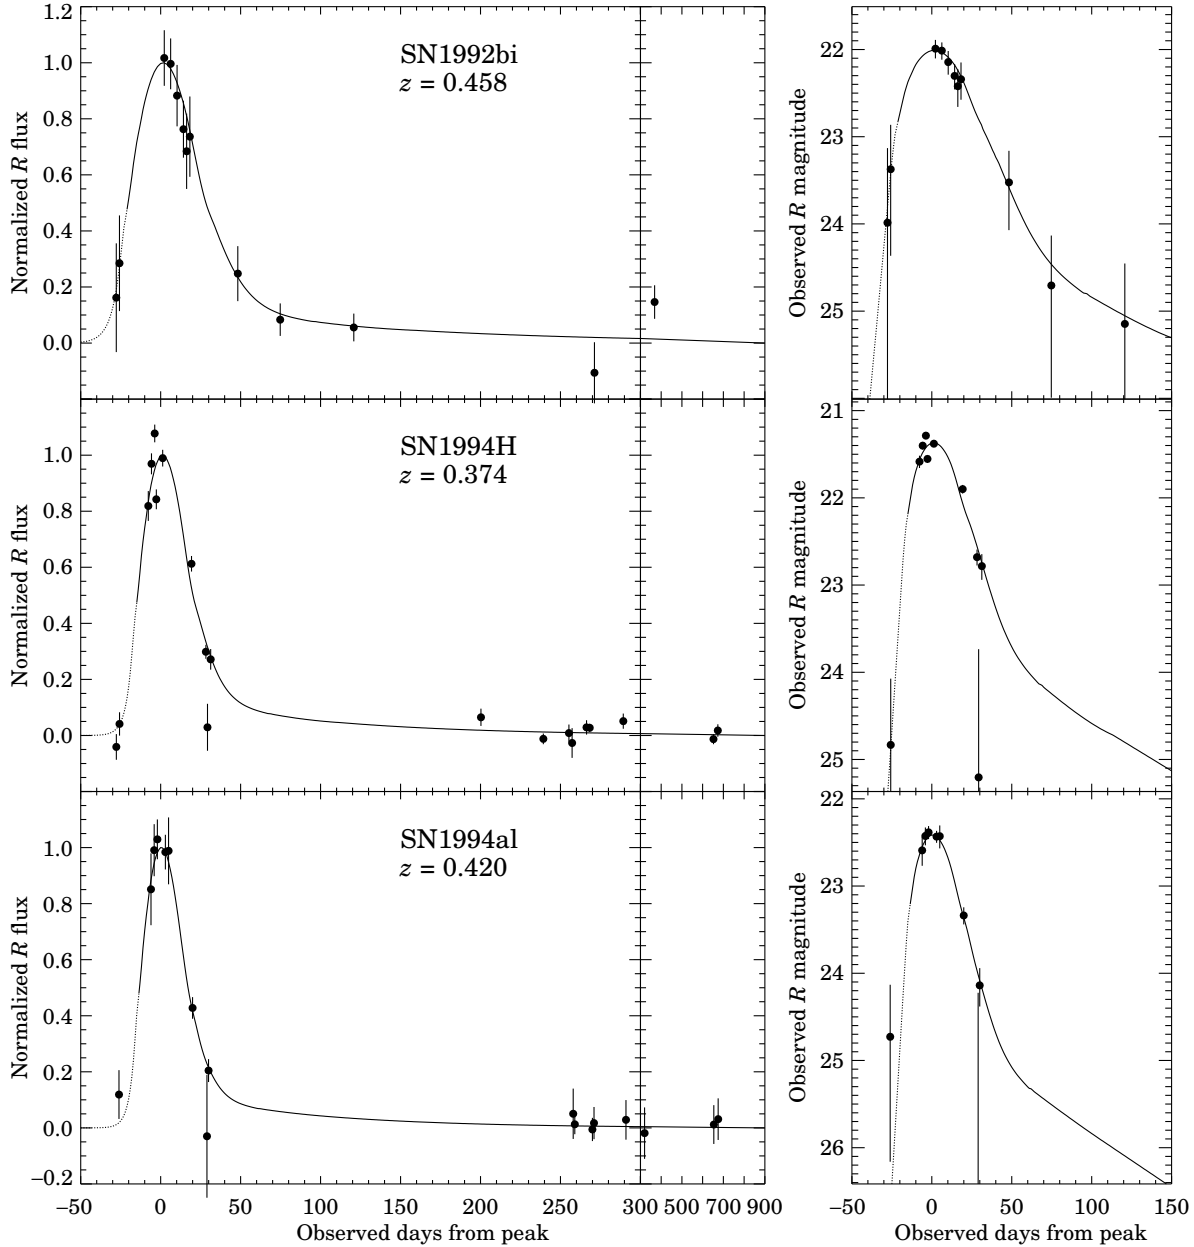 1.2
1.0
0.8
0.6
0.4
0.2
0.0
Normalized R flux
SN1992bi
z = 0.458
22
23
24
25
Observed R magnitude
1.0
0.8
0.6
0.4
0.2
0.0
Normalized R flux
SN1994H
z = 0.374
21
22
23
24
25
Observed R magnitude
1.0
0.8
0.6
0.4
0.2
0.0
−0.2
Normalized R flux
SN1994al
z = 0.420
22
23
24
25
26
Observed R magnitude
−50 0 50 100 150 200 250 300 500 700 900
Observed days from peak
−50 0 50 100 150
Observed days from peak